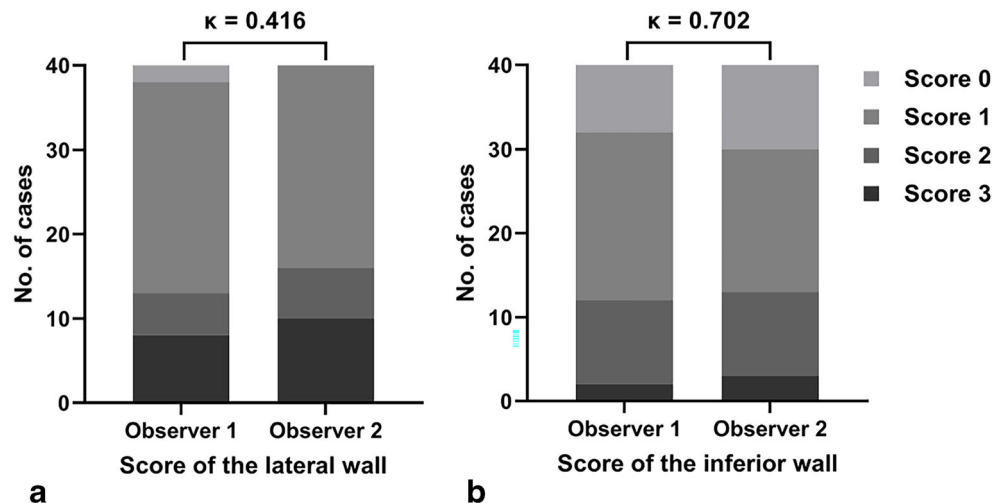 κ = 0.416
40
30
20
10
0
No. of cases
Observer 1 Observer 2
Score of the lateral wall
a
κ = 0.702
40
30
20
10
0
No. of cases
Observer 1 Observer 2
Score of the inferior wall
b
Score 0
Score 1
Score 2
Score 3